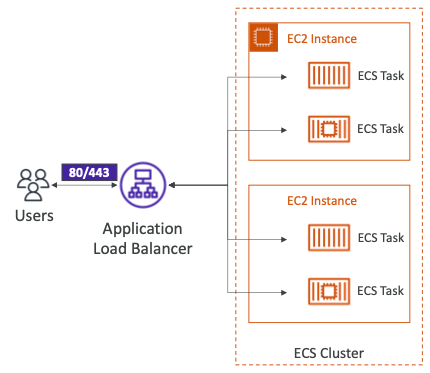 EC2 Instance
ECS Task
ECS Task
80/443
Users
Application
Load Balancer
EC2 Instance
ECS Task
ECS Task
ECS Cluster